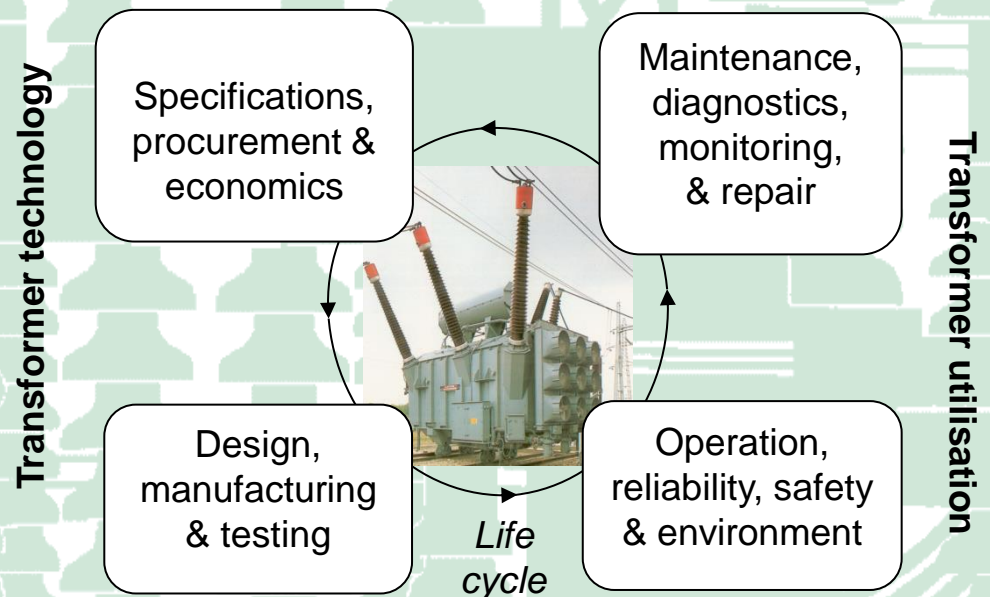 Transformer technology
Specifications,
procurement &
economics
Maintenance,
diagnostics,
monitoring,
& repair
Design,
manufacturing
& testing
Operation,
reliability, safety
& environment
Life
cycle
Transformer utilisation